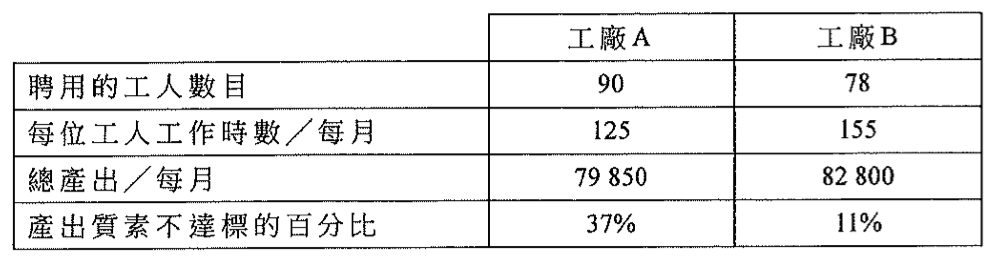 工廠A 工廠B
聘用的工人數目 90 78
每位工人工作時數／每月 125 155
總產出／每月 79 850 82 800
產出質素不達標的百分比 37% 11%